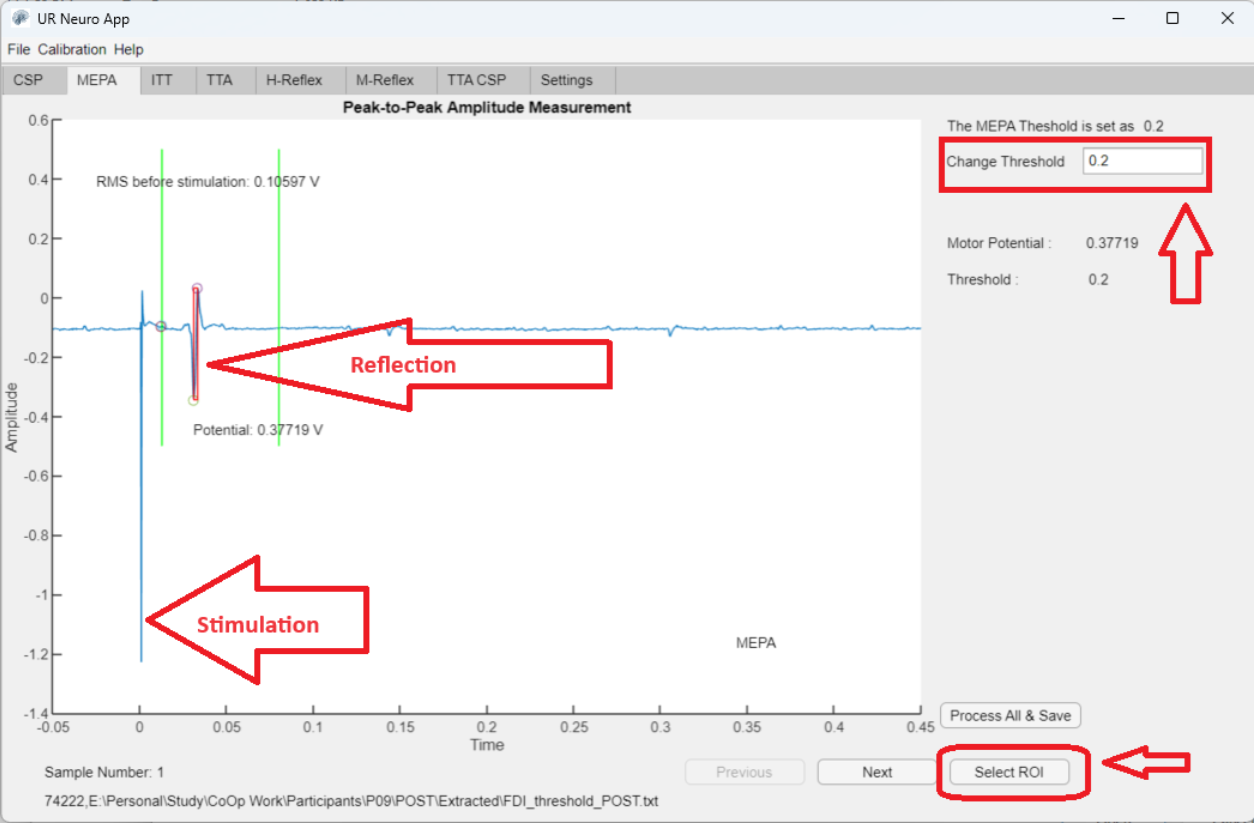 UR Neuro App
File Calibration Help
CSP MEPA ITT TTA H-Reflex M-Reflex TTA CSP Settings
Peak-to-Peak Amplitude Measurement
0.6
0.4
0.2
0
-0.2
-0.4
-0.6
-0.8
-1
-1.2
-1.4
Amplitude
RMS before stimulation: 0.10597 V
Reflection
Potential: 0.37719 V
Stimulation
MEPA
-0.05 0 0.05 0.1 0.15 0.2 0.25 0.3 0.35 0.4 0.45
Time
The MEPA Theshold is set as 0.2
Change Threshold 0.2
Motor Potential : 0.37719
Threshold : 0.2
Process All & Save
Sample Number: 1
Previous Next Select ROI
74222,E:\Personal\Study\CoOp Work\Participants\P09\POST\Extracted\FDI_threshold_POST.txt